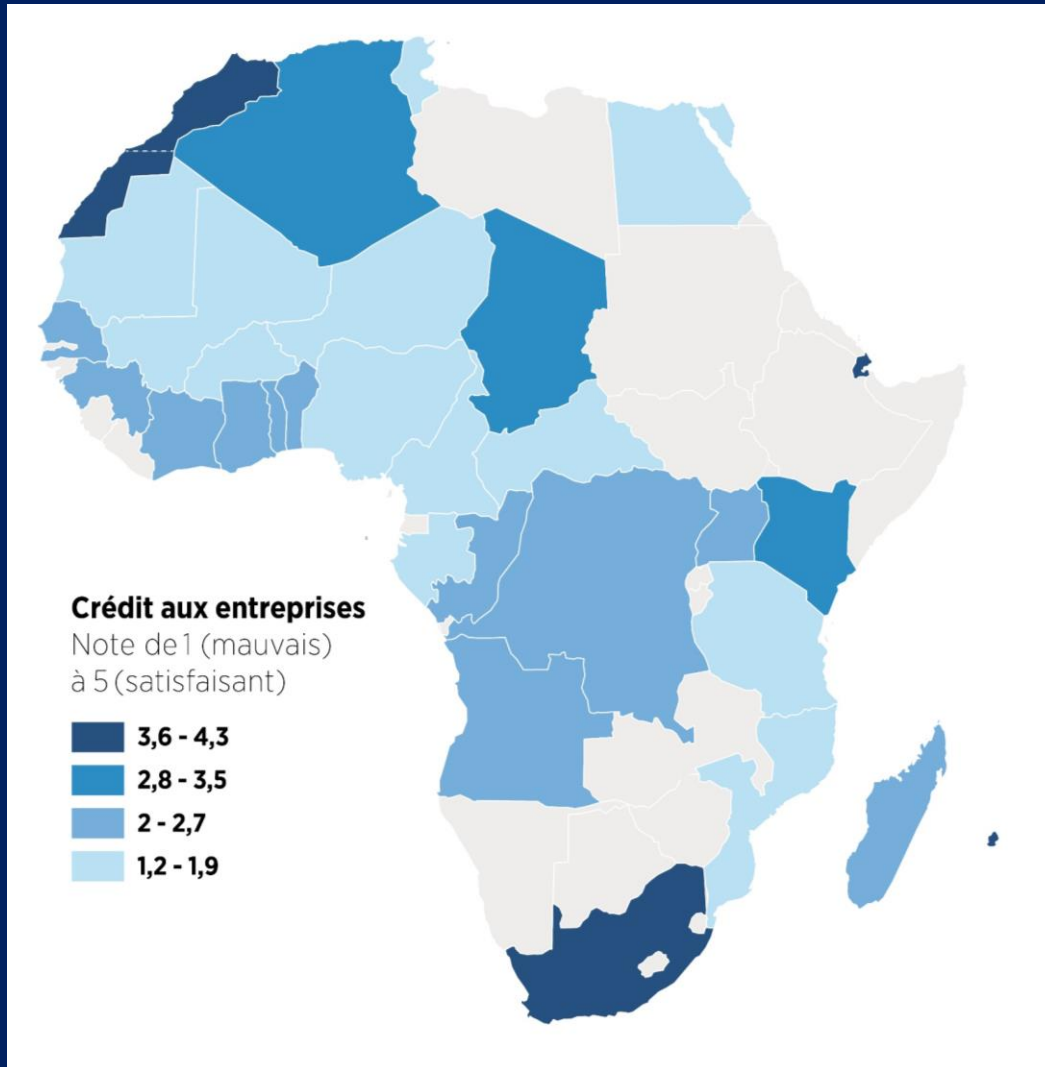 Crédit aux entreprises
Note de 1 (mauvais)
à 5 (satisfaisant)
3,6 - 4,3
2,8 - 3,5
2 - 2,7
1,2 - 1,9